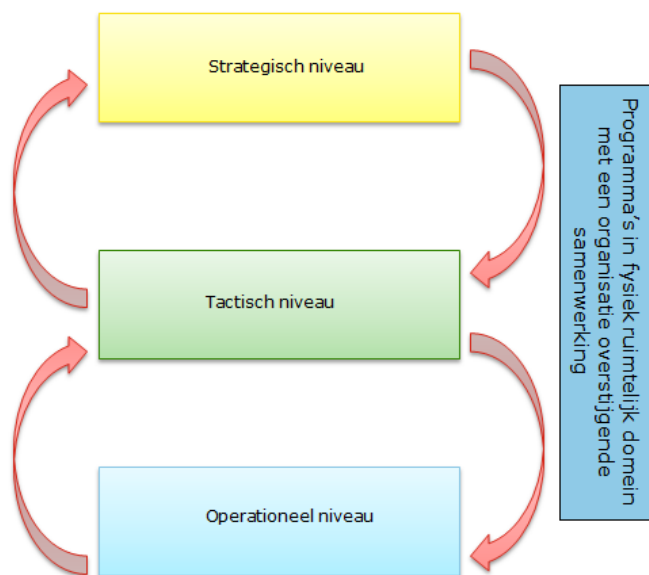 Strategisch niveau
Tactisch niveau
Operationeel niveau
Programma's in fysiek ruimtelijk domein
met een organisatie overstijgende
samenwerking